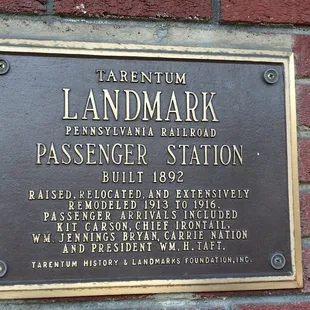 TARENTUM
LANDMARK
PENNSYLVANIA RAILROAD
PASSENGER STATION
BUILT 1892
RAISED, RELOCATED, AND EXTENSIVELY
REMODELED 1913 TO 1916.
PASSENGER ARRIVALS INCLUDED
KIT CARSON, CHIEF IRONTAIL,
WM. JENNINGS BRYAN, CARRIE NATION
AND PRESIDENT WM. H. TAFT.
TARENTUM HISTORY & LANDMARKS FOUNDATION, INC.